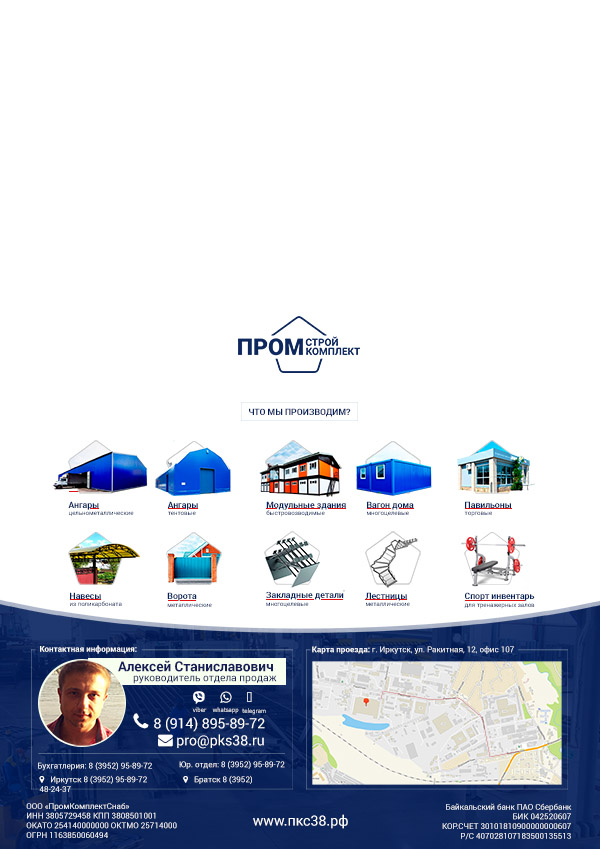 ПРОМ СТРОЙ КОМПЛЕКТ
ЧТО МЫ ПРОИЗВОДИМ?
Ангары
цельнометаллические
Ангары
тентовые
Модульные здания
быстровозводимые
Вагон дома
многоцелевые
Павильоны
торговые
Навесы
из поликарбоната
Ворота
металлические
Закладные детали
многоцелевые
Лестницы
металлические
Спорт инвентарь
для тренажерных залов
Контактная информация:
Алексей Станиславович
руководитель отдела продаж
viber whatsapp telegram
8 (914) 895-89-72
pro@pks38.ru
Бухгатлерия: 8 (3952) 95-89-72
Юр. отдел: 8 (3952) 95-89-72
Иркутск 8 (3952) 95-89-72
48-24-37
Братск 8 (3952)
Карта проезда: г. Иркутск, ул. Ракитная, 12, офис 107
ООО «ПромКомплектСнаб»
ИНН 3805729458 КПП 3808501001
ОКАТО 254140000000 ОКТМО 25714000
ОГРН 1163850060494
www.пкс38.рф
Байкальский банк ПАО Сбербанк
БИК 042520607
КОР.СЧЕТ 30101810900000000607
Р/С 407028107183500135513